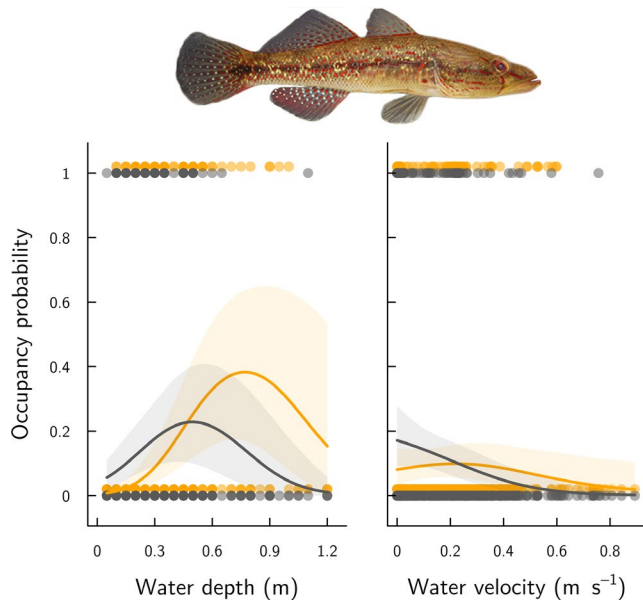 Occupancy probability
1
0.8
0.6
0.4
0.2
0
0 0.3 0.6 0.9 1.2
Water depth (m)
0 0.2 0.4 0.6 0.8
Water velocity (m s⁻¹)